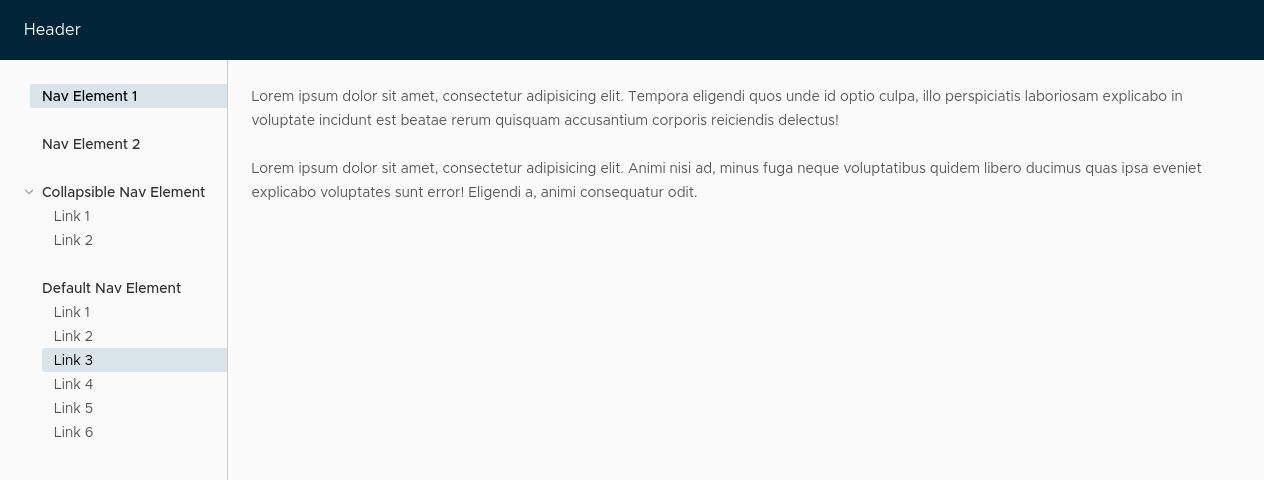 Header
Nav Element 1
Nav Element 2
Collapsible Nav Element
Link 1
Link 2
Default Nav Element
Link 1
Link 2
Link 3
Link 4
Link 5
Link 6
Lorem ipsum dolor sit amet, consectetur adipisicing elit. Tempora eligendi quos unde id optio culpa, illo perspiciatis laboriosam explicabo in
voluptate incidunt est beatae rerum quisquam accusantium corporis reiciendis delectus!
Lorem ipsum dolor sit amet, consectetur adipisicing elit. Animi nisi ad, minus fuga neque voluptatibus quidem libero ducimus quas ipsa eveniet
explicabo voluptates sunt error! Eligendi a, animi consequatur odit.